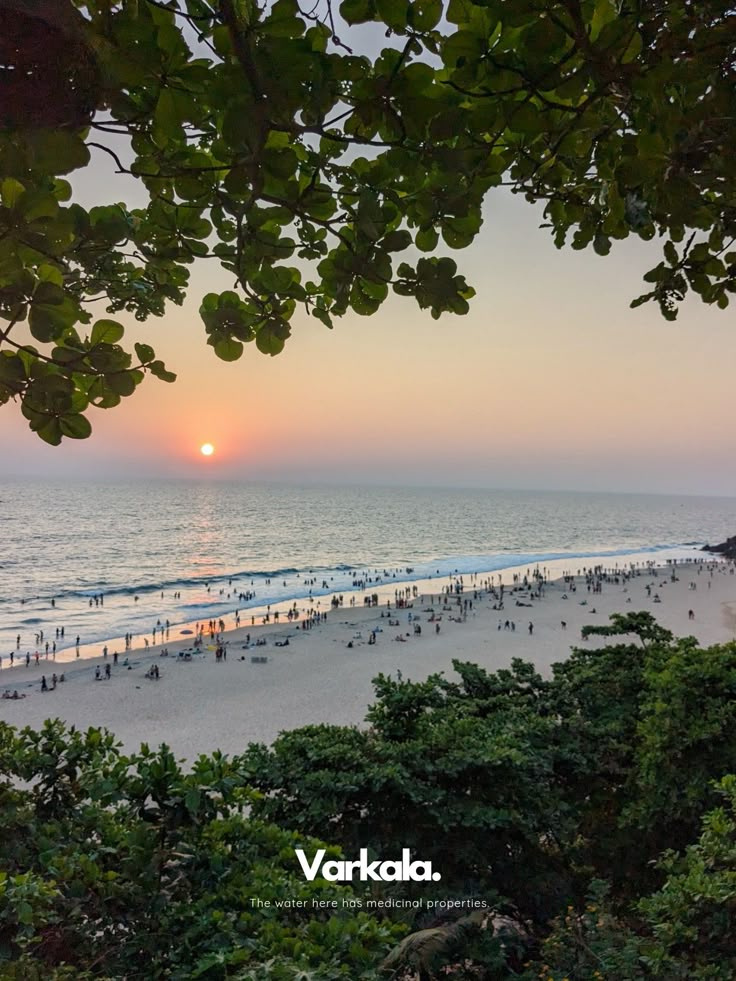 Varkala.
The water here has medicinal properties.